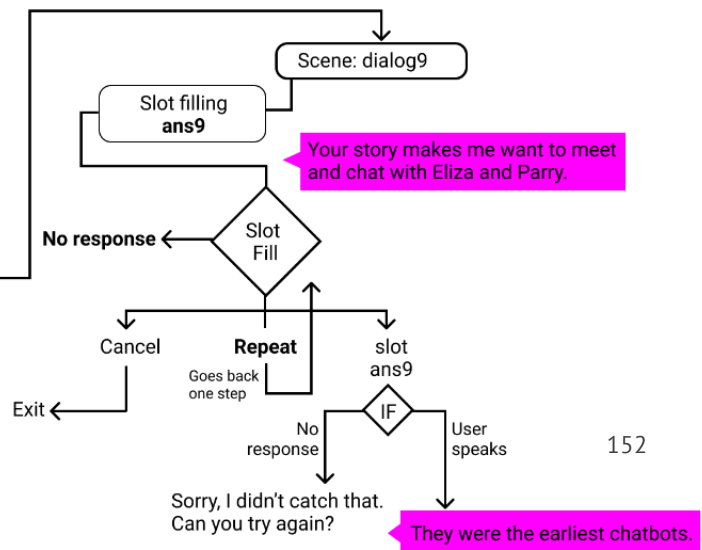 Scene: dialog9
Slot filling
ans9
Your story makes me want to meet
and chat with Eliza and Parry.
Slot
Fill
No response
Cancel
Repeat
slot
ans9
Goes back
one step
Exit
IF
No
response
User
speaks
152
Sorry, I didn’t catch that.
Can you try again?
They were the earliest chatbots.